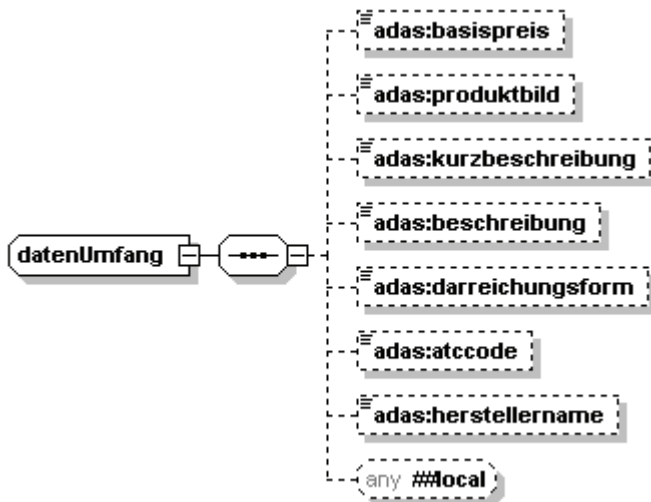 adas:basispreis
adas:produktbild
adas:kurzbeschreibung
adas:beschreibung
datenUmfang
adas:darreichungsform
adas:atccode
adas:herstellername
any ##local